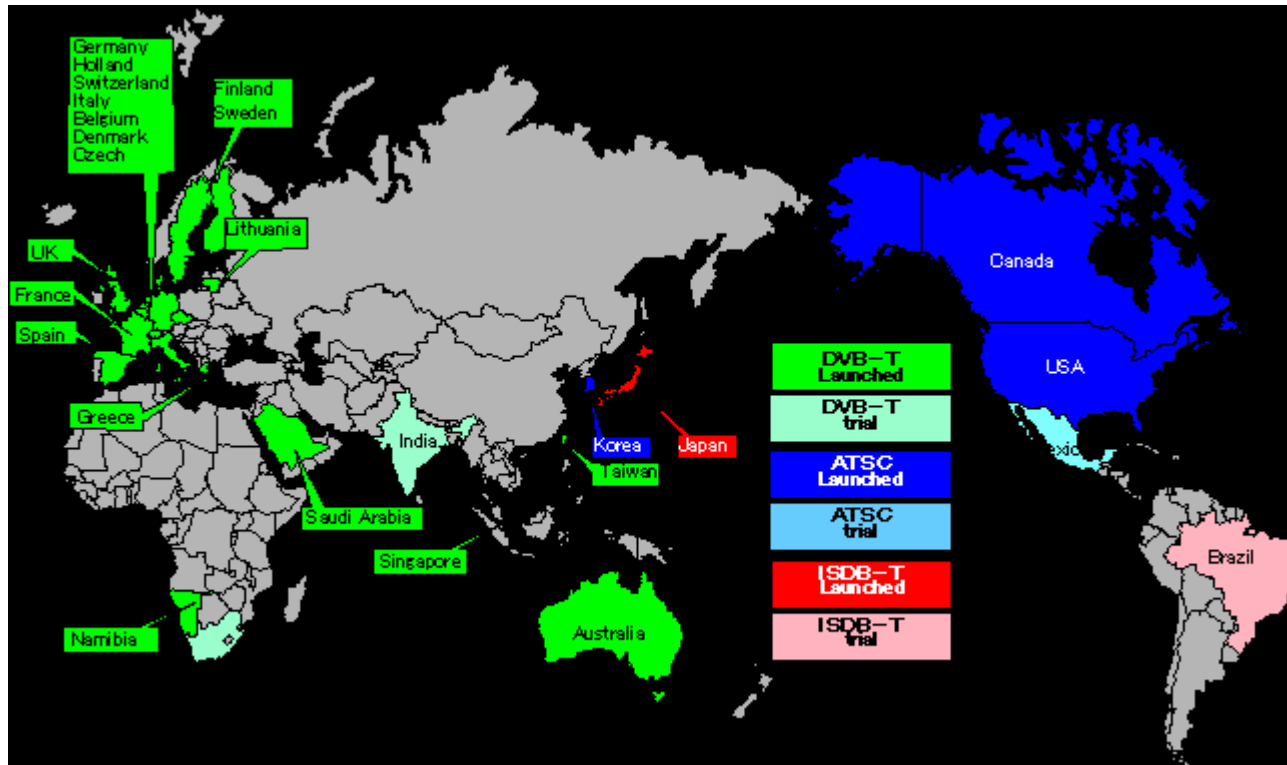 Germany
Holland
Switzerland
Italy
Belgium
Denmark
Czech
Finland
Sweden
Lithuania
UK
France
Spain
Greece
India
Saudi Arabia
Singapore
Namibia
Korea
Japan
Taiwan
Australia
DVB-T
Launched
DVB-T
trial
ATSC
Launched
ATSC
trial
ISDB-T
Launched
ISDB-T
trial
Canada
USA
exico
Brazil